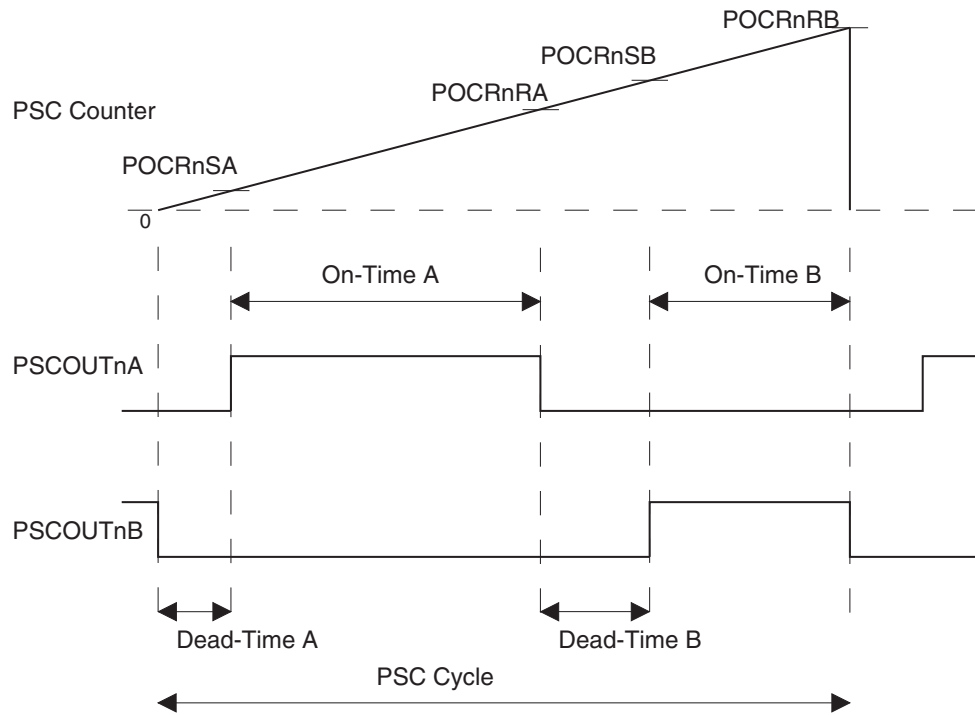 POCRnRB
POCRnSB
POCRnRA
PSC Counter
POCRnSA
0
On-Time A
On-Time B
PSCOUTnA
PSCOUTnB
Dead-Time A
Dead-Time B
PSC Cycle